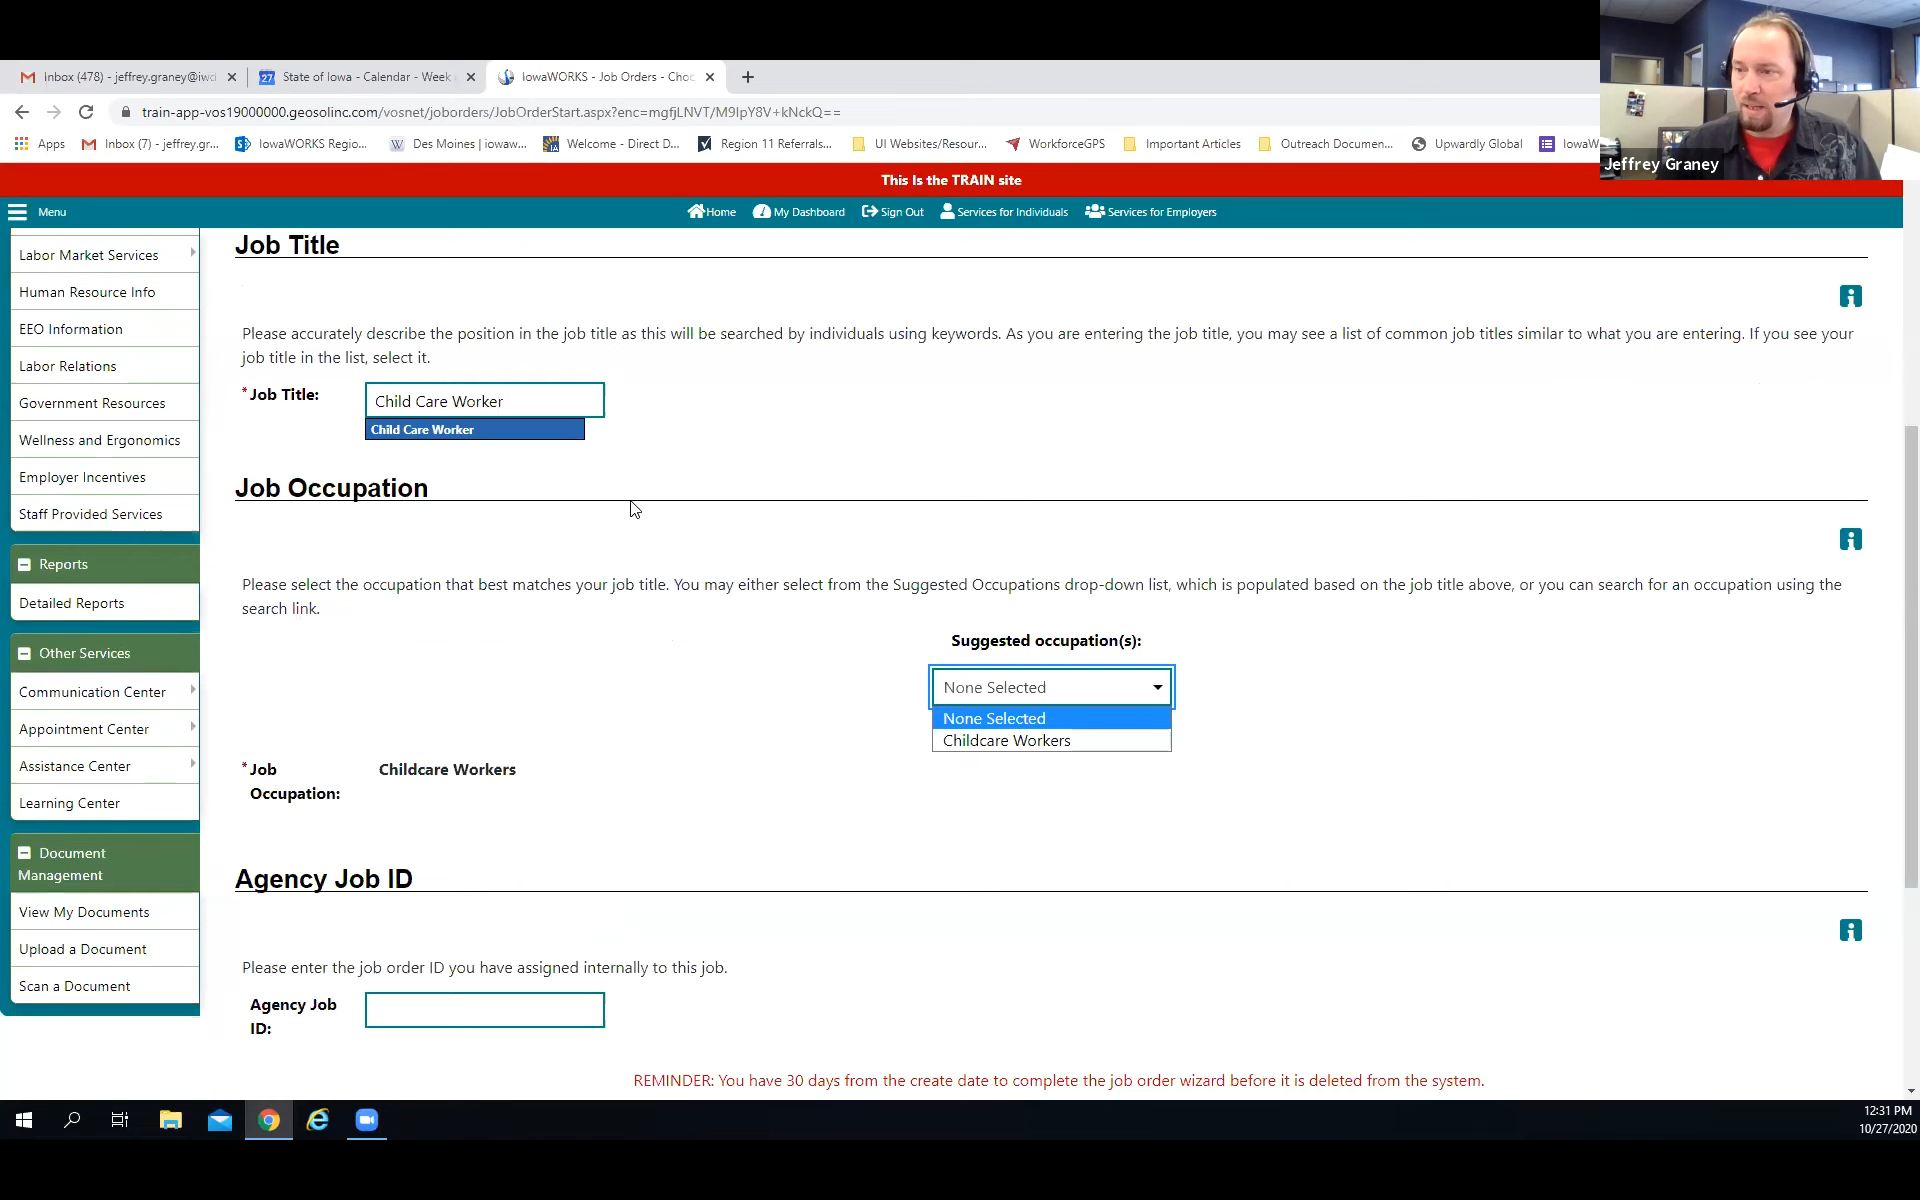 Inbox (478) - jeffrey.graney@iwd
State of Iowa - Calendar - Week
IowaWORKS - Job Orders - Choo
train-app-vos19000000.geosolinc.com/vosnet/joborders/JobOrderStart.aspx?enc=mgfjLNVT/M9IpY8V+kNckQ==
Apps
Inbox (7) - jeffrey.gr...
IowaWORKS Regio...
Des Moines | iowaw...
Welcome - Direct D...
Region 11 Referrals...
UI Websites/Resour...
WorkforceGPS
Important Articles
Outreach Documen...
Upwardly Global
IowaW
Jeffrey Graney
This Is the TRAIN site
Menu
Home
My Dashboard
Sign Out
Services for Individuals
Services for Employers
Labor Market Services
Human Resource Info
EEO Information
Labor Relations
Government Resources
Wellness and Ergonomics
Employer Incentives
Staff Provided Services
Reports
Detailed Reports
Other Services
Communication Center
Appointment Center
Assistance Center
Learning Center
Document
Management
View My Documents
Upload a Document
Scan a Document
Job Title
Please accurately describe the position in the job title as this will be searched by individuals using keywords. As you are entering the job title, you may see a list of common job titles similar to what you are entering. If you see your
job title in the list, select it.
*Job Title:
Child Care Worker
Child Care Worker
Job Occupation
Please select the occupation that best matches your job title. You may either select from the Suggested Occupations drop-down list, which is populated based on the job title above, or you can search for an occupation using the
search link.
Suggested occupation(s):
None Selected
None Selected
Childcare Workers
*Job
Occupation:
Childcare Workers
Agency Job ID
Please enter the job order ID you have assigned internally to this job.
Agency Job
ID:
REMINDER: You have 30 days from the create date to complete the job order wizard before it is deleted from the system.
12:31 PM
10/27/2020